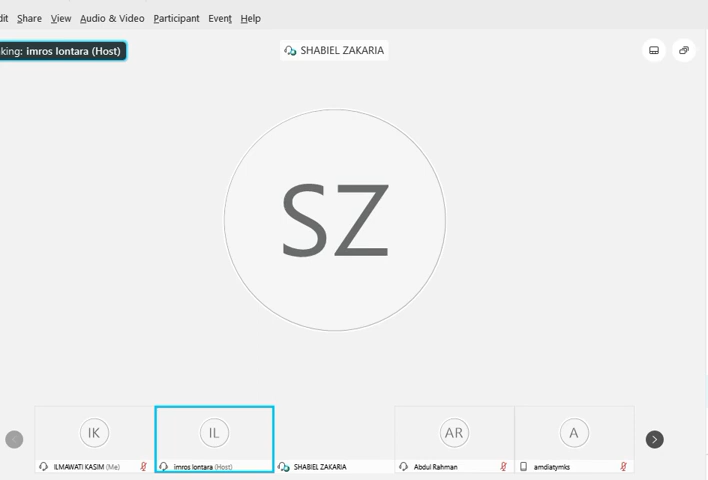 dit Share View Audio & Video Participant Event Help
king: imros lontara (Host)
SHABIEL ZAKARIA
SZ
IK
IL
AR
A
ILMAWATI KASIM (Me)
imros lontara (Host)
SHABIEL ZAKARIA
Abdul Rahman
amdiatymks